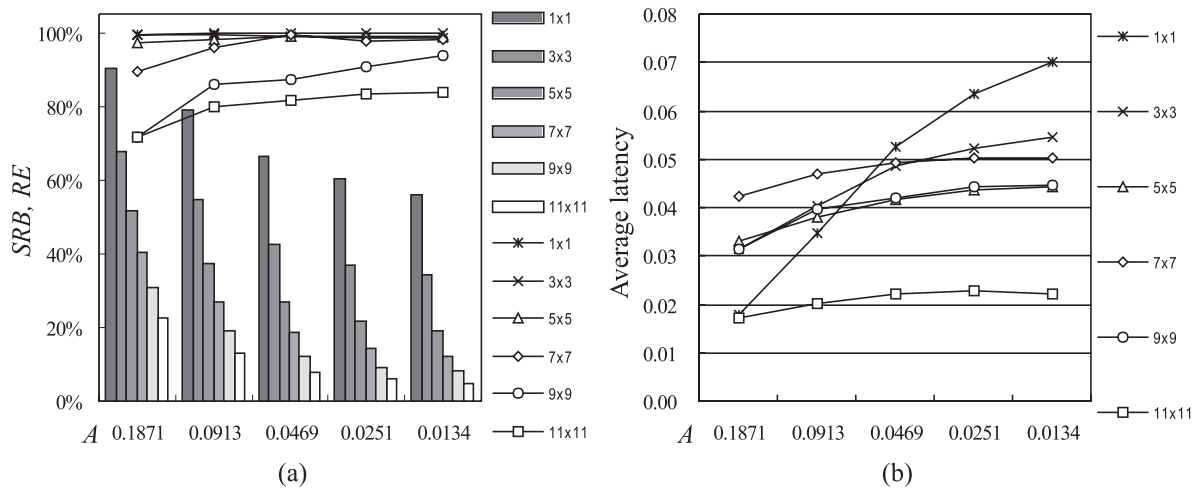 100%
80%
60%
40%
20%
0%
SRB, RE
A 0.1871 0.0913 0.0469 0.0251 0.0134
1x1
3x3
5x5
7x7
9x9
11x11
1x1
3x3
5x5
7x7
9x9
11x11
(a)
0.08
0.07
0.06
0.05
0.04
0.03
0.02
0.01
0.00
Average latency
A 0.1871 0.0913 0.0469 0.0251 0.0134
1x1
3x3
5x5
7x7
9x9
11x11
(b)